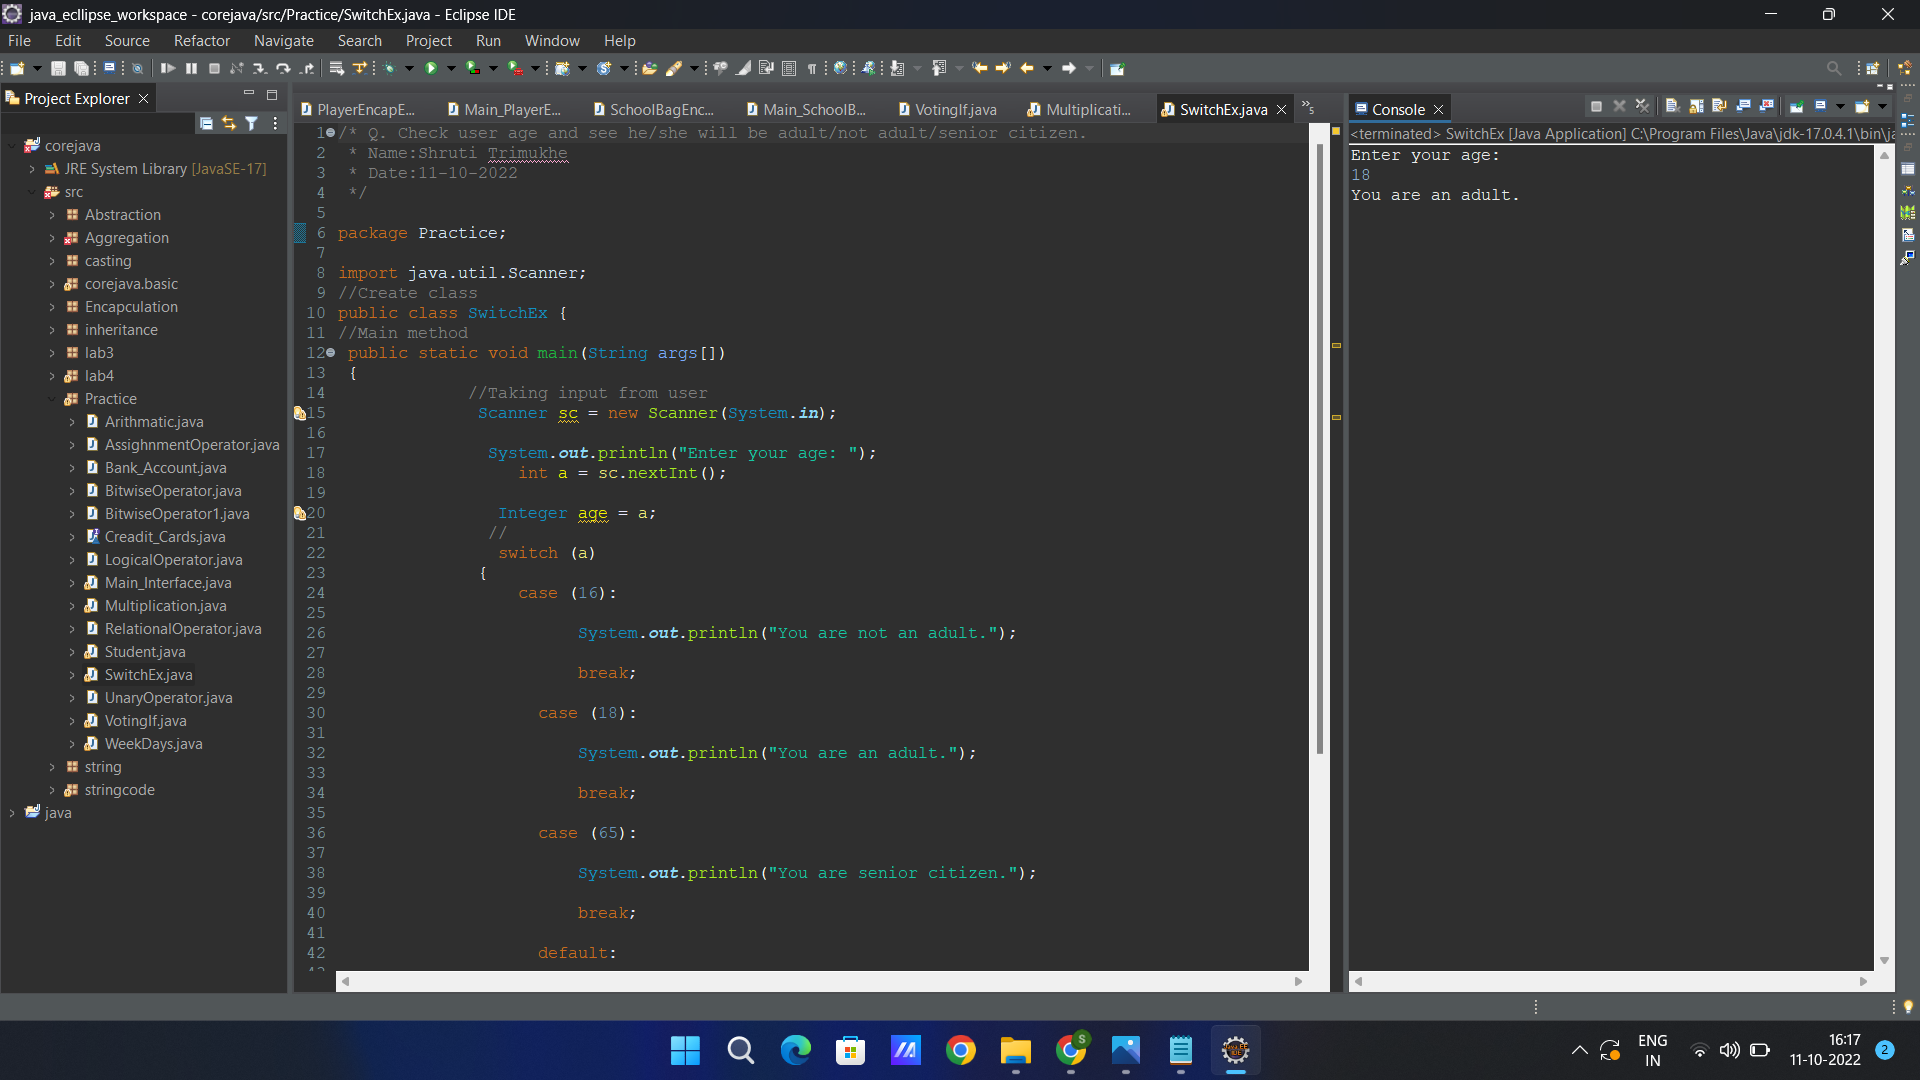 java_ecllipse_workspace - corejava/src/Practice/SwitchEx.java - Eclipse IDE
File Edit Source Refactor Navigate Search Project Run Window Help
Project Explorer
corejava
JRE System Library [JavaSE-17]
src
Abstraction
Aggregation
casting
corejava.basic
Encapculation
inheritance
lab3
lab4
Practice
Arithmatic.java
AssighnmentOperator.java
Bank_Account.java
BitwiseOperator.java
BitwiseOperator1.java
Creadit_Cards.java
LogicalOperator.java
Main_Interface.java
Multiplication.java
RelationalOperator.java
Student.java
SwitchEx.java
UnaryOperator.java
VotingIf.java
WeekDays.java
string
stringcode
java
PlayerEncapE... Main_PlayerE... SchoolBagEnc... Main_SchoolB... VotingIf.java Multiplicati... SwitchEx.java »5
1 /* Q. Check user age and see he/she will be adult/not adult/senior citizen.
2 * Name:Shruti Trimukhe
3 * Date:11-10-2022
4 */
5
6 package Practice;
7
8 import java.util.Scanner;
9 //Create class
10 public class SwitchEx {
11 //Main method
12 public static void main(String args[])
13 {
14 //Taking input from user
15 Scanner sc = new Scanner(System.in);
16
17 System.out.println("Enter your age: ");
18 int a = sc.nextInt();
19
20 Integer age = a;
21 //
22 switch (a)
23 {
24 case (16):
25
26 System.out.println("You are not an adult.");
27
28 break;
29
30 case (18):
31
32 System.out.println("You are an adult.");
33
34 break;
35
36 case (65):
37
38 System.out.println("You are senior citizen.");
39
40 break;
41
42 default:
Console
<terminated> SwitchEx [Java Application] C:\Program Files\Java\jdk-17.0.4.1\bin\ja
Enter your age:
18
You are an adult.
ENG
IN
16:17
11-10-2022
2